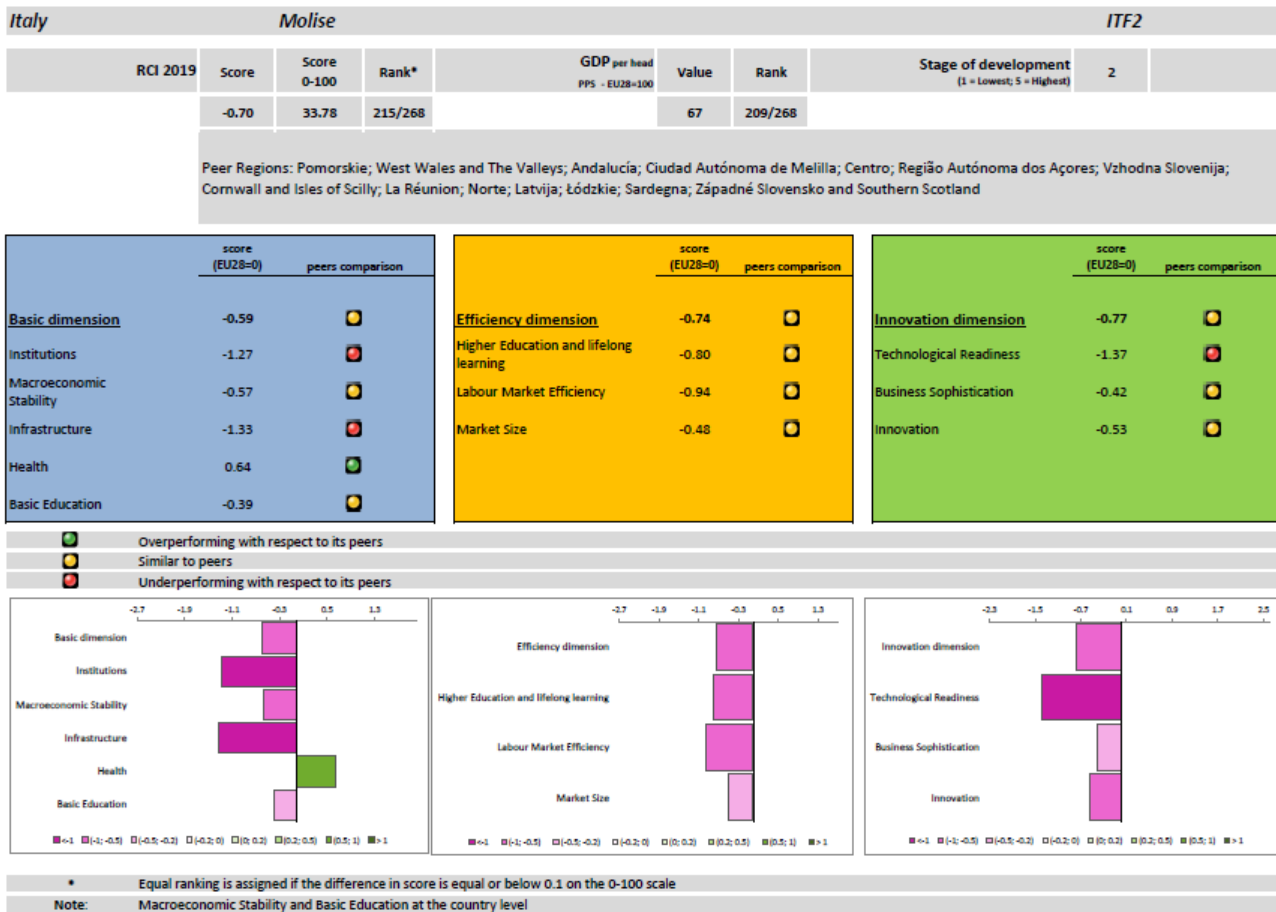 Italy Molise ITF2
RCI 2019 Score Score 0-100 Rank* GDP per head PPS - EU28=100 Value Rank Stage of development (1 = Lowest; 5 = Highest) 2
-0.70 33.78 215/268 67 209/268
Peer Regions: Pomorskie; West Wales and The Valleys; Andalucía; Ciudad Autónoma de Melilla; Centro; Região Autónoma dos Açores; Vzhodna Slovenija;
Cornwall and Isles of Scilly; La Réunion; Norte; Latvija; Łódzkie; Sardegna; Západné Slovensko and Southern Scotland
score (EU28=0) peers comparison
Basic dimension -0.59
Institutions -1.27
Macroeconomic Stability -0.57
Infrastructure -1.33
Health 0.64
Basic Education -0.39
score (EU28=0) peers comparison
Efficiency dimension -0.74
Higher Education and lifelong learning -0.80
Labour Market Efficiency -0.94
Market Size -0.48
score (EU28=0) peers comparison
Innovation dimension -0.77
Technological Readiness -1.37
Business Sophistication -0.42
Innovation -0.53
Overperforming with respect to its peers
Similar to peers
Underperforming with respect to its peers
-2.7 -1.9 -1.1 -0.3 0.5 1.3
Basic dimension
Institutions
Macroeconomic Stability
Infrastructure
Health
Basic Education
<-1 (-1; -0.5) (-0.5; -0.2) (-0.2; 0) (0; 0.2) (0.2; 0.5) (0.5; 1) > 1
-2.7 -1.9 -1.1 -0.3 0.5 1.3
Efficiency dimension
Higher Education and lifelong learning
Labour Market Efficiency
Market Size
<-1 (-1; -0.5) (-0.5; -0.2) (-0.2; 0) (0; 0.2) (0.2; 0.5) (0.5; 1) > 1
-2.3 -1.5 -0.7 0.1 0.9 1.7 2.5
Innovation dimension
Technological Readiness
Business Sophistication
Innovation
<-1 (-1; -0.5) (-0.5; -0.2) (-0.2; 0) (0; 0.2) (0.2; 0.5) (0.5; 1) > 1
* Equal ranking is assigned if the difference in score is equal or below 0.1 on the 0-100 scale
Note: Macroeconomic Stability and Basic Education at the country level